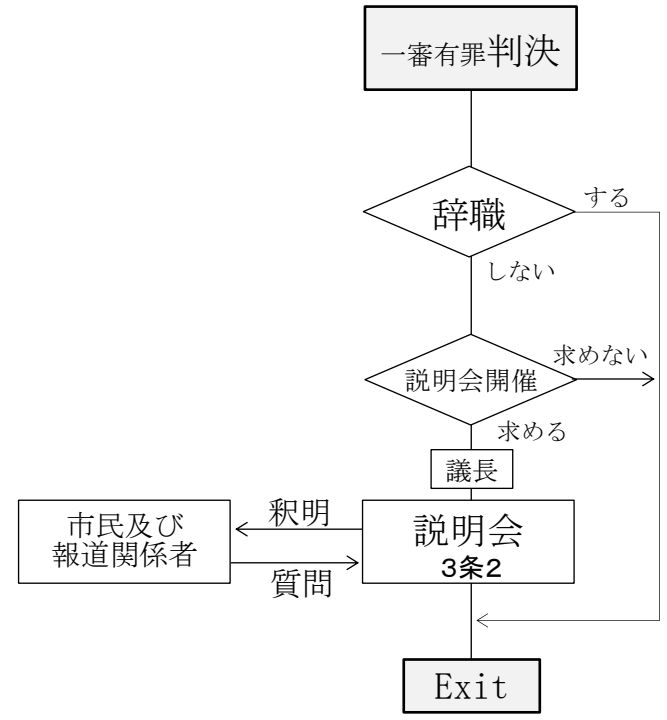 一審有罪判決
辞職
する
しない
説明会開催
求めない
求める
議長
市民及び
報道関係者
釈明
質問
説明会
3条2
Exit